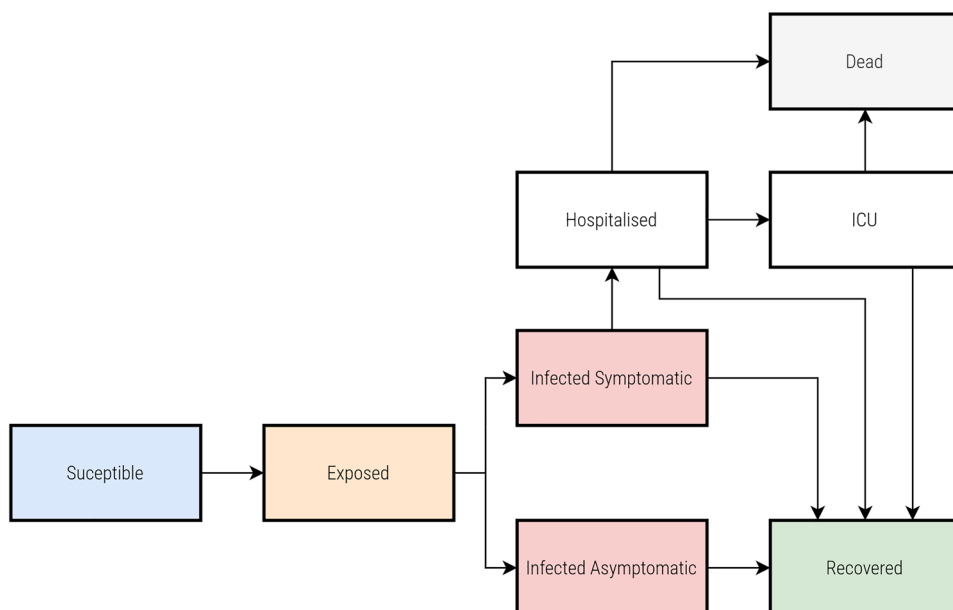 Dead
Hospitalised
ICU
Infected Symptomatic
Suceptible
Exposed
Infected Asymptomatic
Recovered